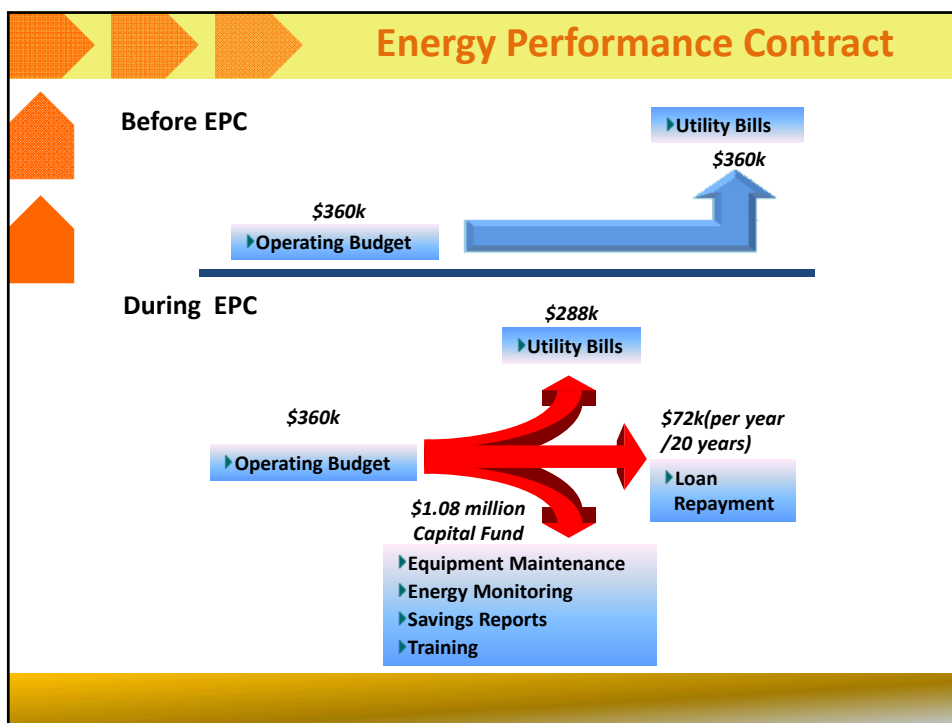 Energy Performance Contract
Before EPC
Utility Bills
$360k
$360k
Operating Budget
During  EPC
$288k
Utility Bills
$360k
Operating Budget
$72k(per year
/20 years)
Loan
Repayment
$1.08 million
Capital Fund
Equipment Maintenance
Energy Monitoring
Savings Reports
Training